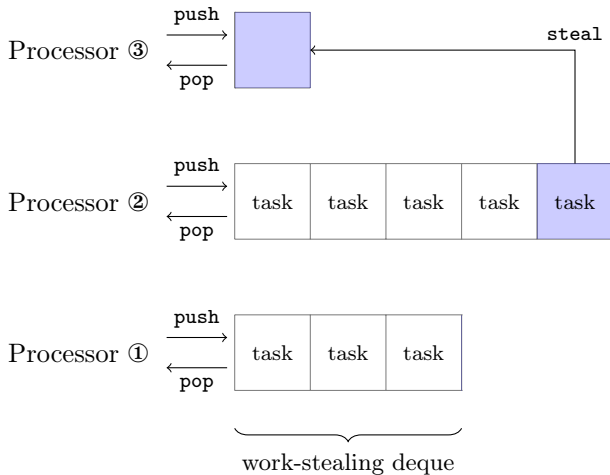 push
steal
Processor ③
pop
push
Processor ② task task task task task
pop
push
Processor ① task task task
pop
work-stealing deque